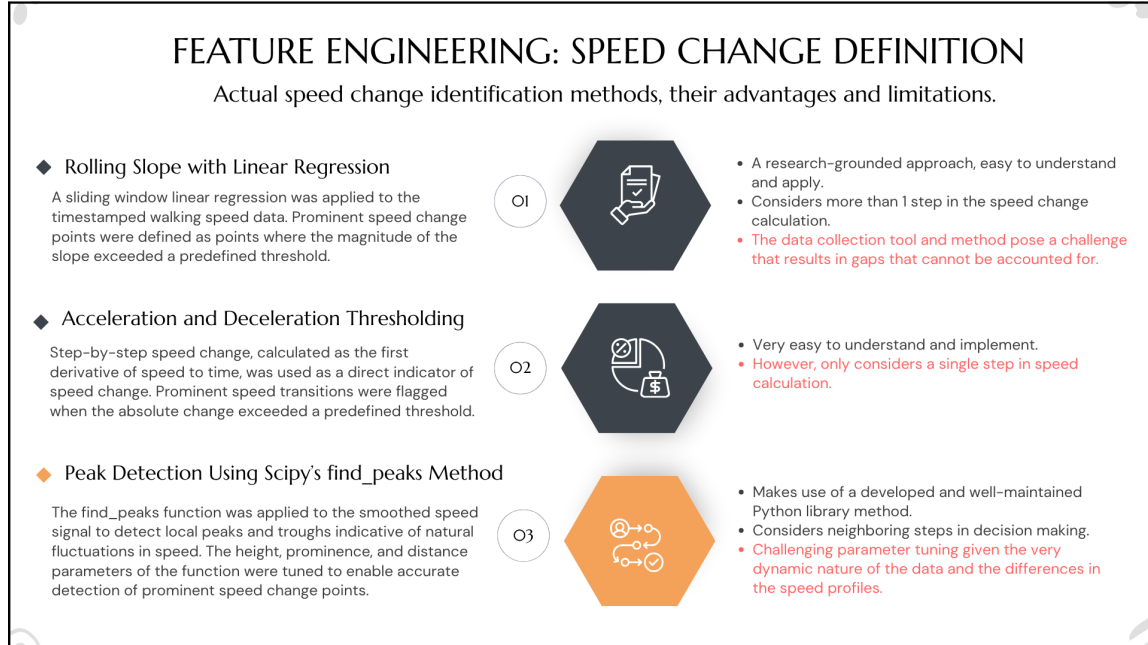 FEATURE ENGINEERING: SPEED CHANGE DEFINITION
Actual speed change identification methods, their advantages and limitations.
Rolling Slope with Linear Regression
A sliding window linear regression was applied to the
timestamped walking speed data. Prominent speed change
points were defined as points where the magnitude of the
slope exceeded a predefined threshold.
01
A research-grounded approach, easy to understand
and apply.
Considers more than 1 step in the speed change
calculation.
The data collection tool and method pose a challenge
that results in gaps that cannot be accounted for.
Acceleration and Deceleration Thresholding
Step-by-step speed change, calculated as the first
derivative of speed to time, was used as a direct indicator of
speed change. Prominent speed transitions were flagged
when the absolute change exceeded a predefined threshold.
02
$
Very easy to understand and implement.
However, only considers a single step in speed
calculation.
Peak Detection Using Scipy's find_peaks Method
The find_peaks function was applied to the smoothed speed
signal to detect local peaks and troughs indicative of natural
fluctuations in speed. The height, prominence, and distance
parameters of the function were tuned to enable accurate
detection of prominent speed change points.
03
Makes use of a developed and well-maintained
Python library method.
Considers neighboring steps in decision making.
Challenging parameter tuning given the very
dynamic nature of the data and the differences in
the speed profiles.